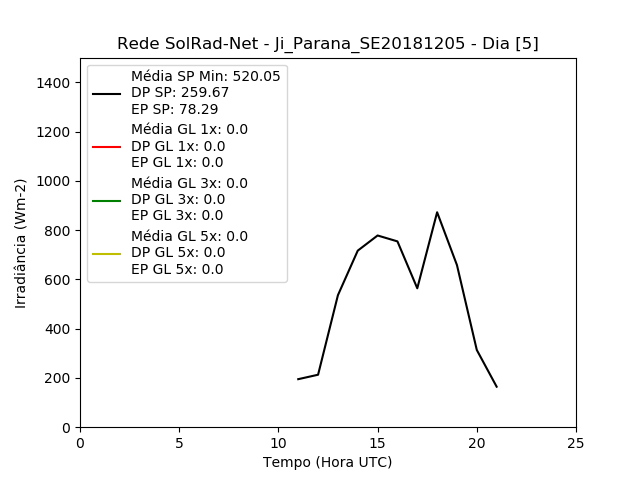 Rede SolRad-Net - Ji_Parana_SE20181205 - Dia [5]
Média SP Min: 520.05
DP SP: 259.67
EP SP: 78.29
Média GL 1x: 0.0
DP GL 1x: 0.0
EP GL 1x: 0.0
Média GL 3x: 0.0
DP GL 3x: 0.0
EP GL 3x: 0.0
Média GL 5x: 0.0
DP GL 5x: 0.0
EP GL 5x: 0.0
Irradiância (Wm-2)
1400
1200
1000
800
600
400
200
0
0 5 10 15 20 25
Tempo (Hora UTC)